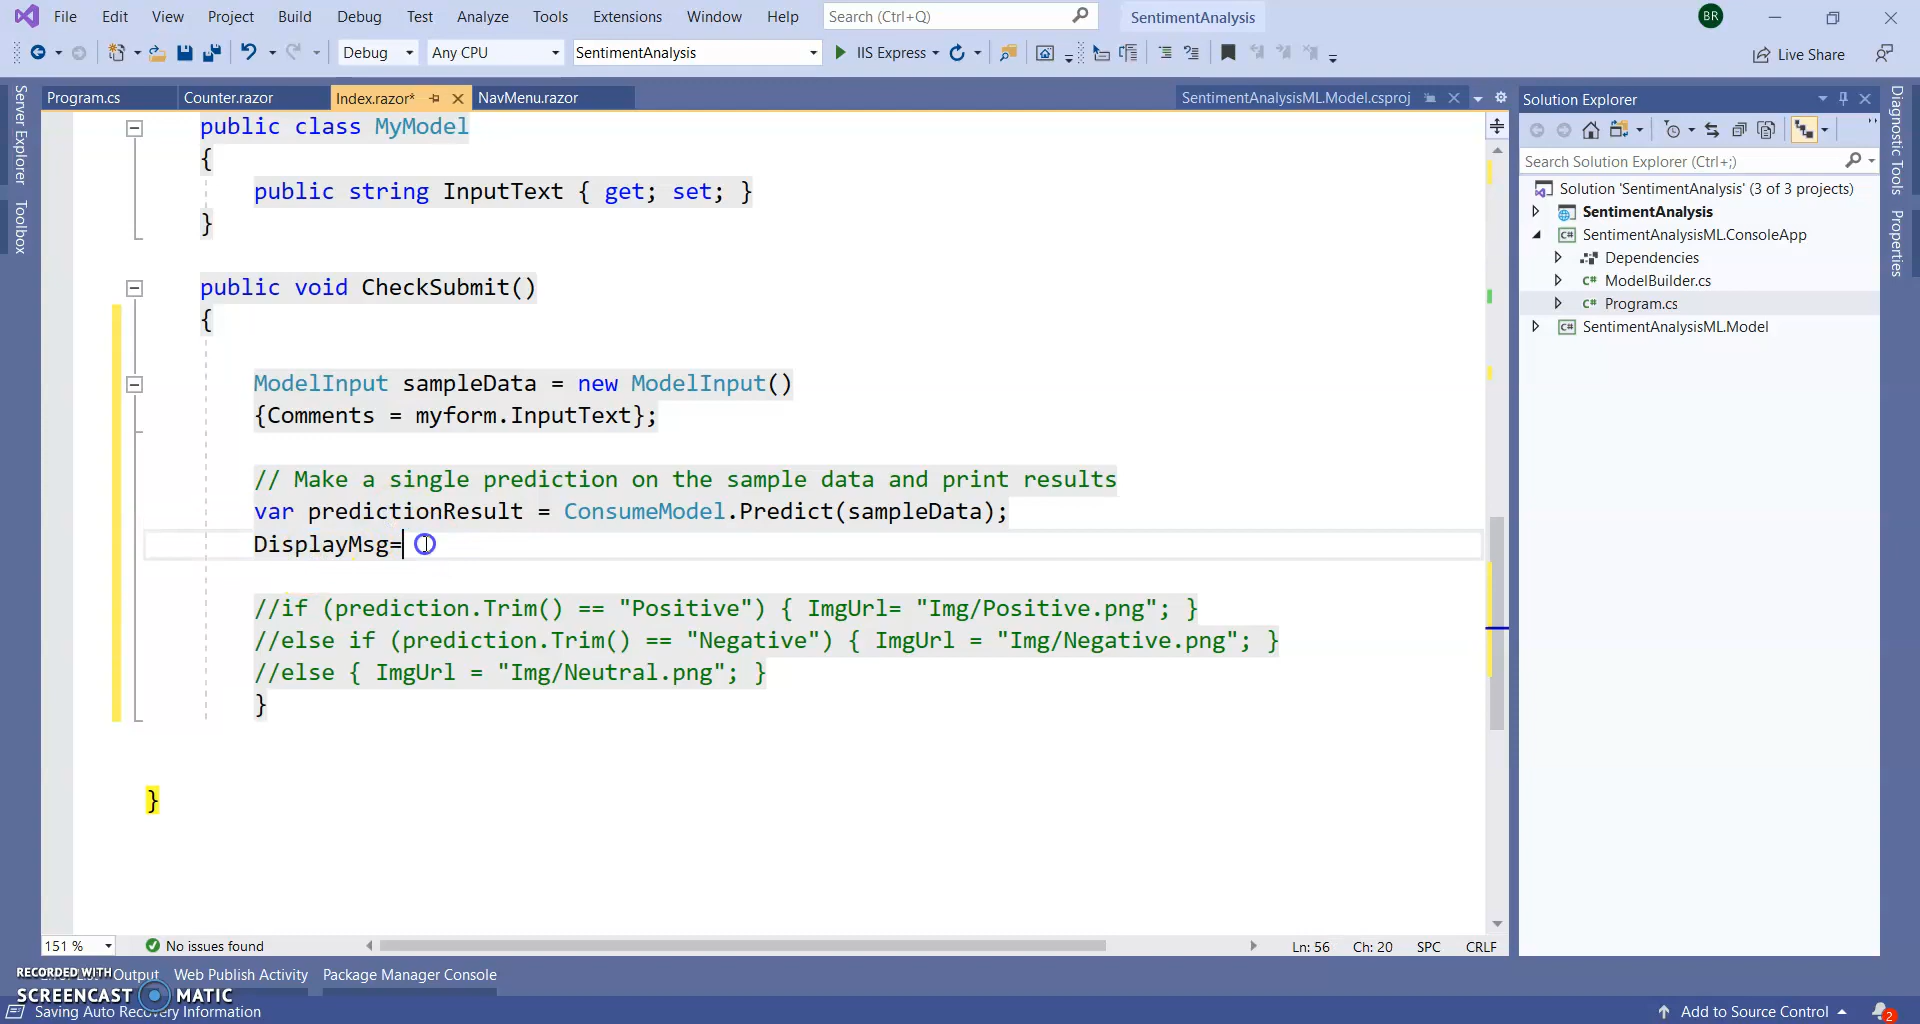 File Edit View Project Build Debug Test Analyze Tools Extensions Window Help Search (Ctrl+Q) SentimentAnalysis BR
Debug Any CPU SentimentAnalysis IIS Express Live Share
Program.cs Counter.razor Index.razor* NavMenu.razor SentimentAnalysisML.Model.csproj
Server Explorer
Toolbox
public class MyModel
{
public string InputText { get; set; }
}
public void CheckSubmit()
{
ModelInput sampleData = new ModelInput()
{Comments = myform.InputText};
// Make a single prediction on the sample data and print results
var predictionResult = ConsumeModel.Predict(sampleData);
DisplayMsg=
//if (prediction.Trim() == "Positive") { ImgUrl= "Img/Positive.png"; }
//else if (prediction.Trim() == "Negative") { ImgUrl = "Img/Negative.png"; }
//else { ImgUrl = "Img/Neutral.png"; }
}
}
Solution Explorer
Search Solution Explorer (Ctrl+;)
Solution 'SentimentAnalysis' (3 of 3 projects)
SentimentAnalysis
SentimentAnalysisML.ConsoleApp
Dependencies
C# ModelBuilder.cs
C# Program.cs
SentimentAnalysisML.Model
Diagnostic Tools
Properties
151 % No issues found Ln: 56 Ch: 20 SPC CRLF
Output Web Publish Activity Package Manager Console
RECORDED WITH
SCREENCAST MATIC
Saving Auto Recovery Information Add to Source Control 2